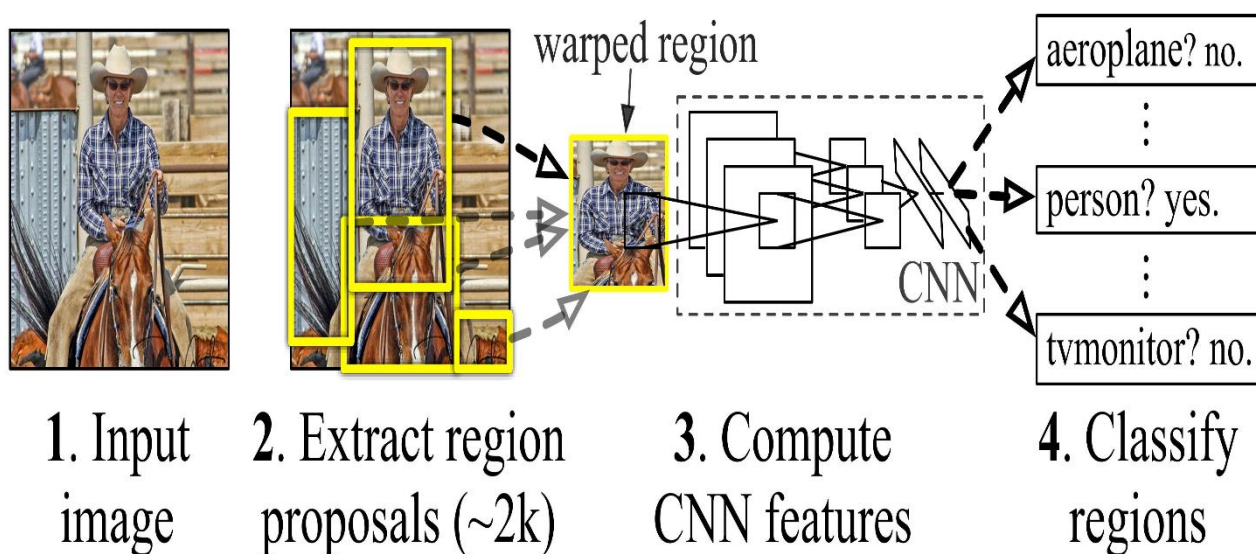 warped region
aeroplane? no.
person? yes.
CNN
tvmonitor? no.
1. Input
image
2. Extract region
proposals (~2k)
3. Compute
CNN features
4. Classify
regions